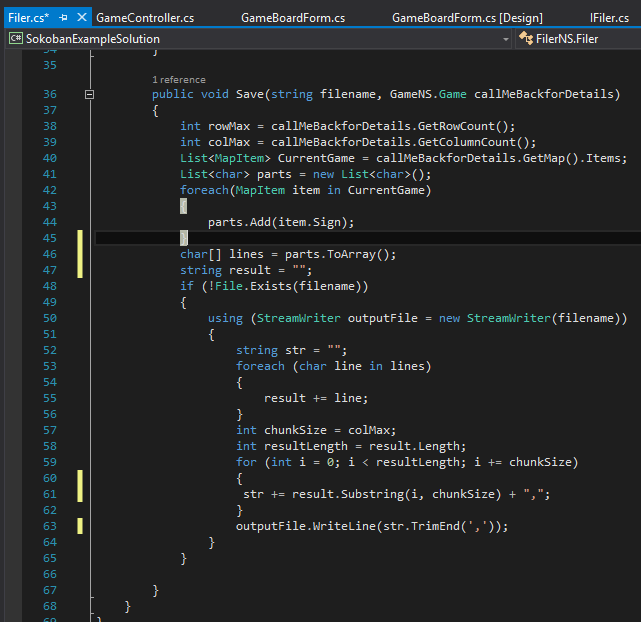 Filer.cs* GameController.cs GameBoardForm.cs GameBoardForm.cs [Design] IFiler.cs
C# SokobanExampleSolution FilerNS.Filer
34 }
35
1 reference
36 public void Save(string filename, GameNS.Game callMeBackforDetails)
37 {
38 int rowMax = callMeBackforDetails.GetRowCount();
39 int colMax = callMeBackforDetails.GetColumnCount();
40 List<MapItem> CurrentGame = callMeBackforDetails.GetMap().Items;
41 List<char> parts = new List<char>();
42 foreach(MapItem item in CurrentGame)
43 {
44 parts.Add(item.Sign);
45 }
46 char[] lines = parts.ToArray();
47 string result = "";
48 if (!File.Exists(filename))
49 {
50 using (StreamWriter outputFile = new StreamWriter(filename))
51 {
52 string str = "";
53 foreach (char line in lines)
54 {
55 result += line;
56 }
57 int chunkSize = colMax;
58 int resultLength = result.Length;
59 for (int i = 0; i < resultLength; i += chunkSize)
60 {
61 str += result.Substring(i, chunkSize) + ",";
62 }
63 outputFile.WriteLine(str.TrimEnd(','));
64 }
65 }
66
67 }
68 }
69 }